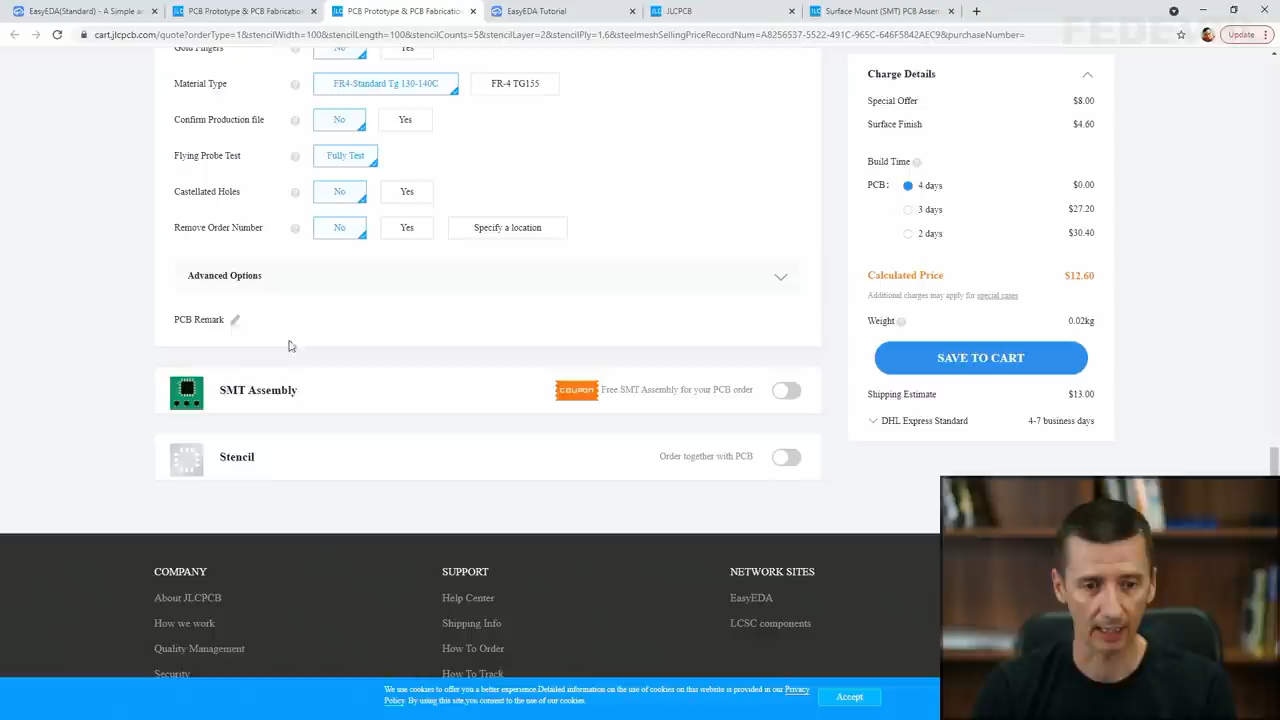 EasyEDA(Standard) - A Simple a
PCB Prototype & PCB Fabricatio
PCB Prototype & PCB Fabricatio
EasyEDA Tutorial
JLCPCB
Surface Mount (SMT) PCB Assem
cart.jlcpcb.com/quote?orderType=1&stencilWidth=100&stencilLength=100&stencilCounts=5&stencilLayer=2&stencilPly=1.6&steelmeshSellingPriceRecordNum=A8256537-5522-491C-965C-646F5842AEC9&purchaseNumber=
Update
Gold Fingers No Yes
Material Type FR4-Standard Tg 130-140C FR-4 TG155
Confirm Production file No Yes
Flying Probe Test Fully Test
Castellated Holes No Yes
Remove Order Number No Yes Specify a location
Advanced Options
PCB Remark
SMT Assembly COUPON Free SMT Assembly for your PCB order
Stencil Order together with PCB
Charge Details
Special Offer $8.00
Surface Finish $4.60
Build Time
PCB: 4 days $0.00
3 days $27.20
2 days $30.40
Calculated Price $12.60
Additional charges may apply for special cases
Weight 0.02kg
SAVE TO CART
Shipping Estimate $13.00
DHL Express Standard 4-7 business days
COMPANY
About JLCPCB
How we work
Quality Management
Security
SUPPORT
Help Center
Shipping Info
How To Order
How To Track
NETWORK SITES
EasyEDA
LCSC components
We use cookies to offer you a better experience.Detailed information on the use of cookies on this website is provided in our Privacy
Policy. By using this site,you consent to the use of our cookies.
Accept